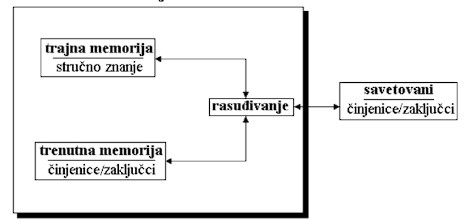 trajna memorija
stručno znanje
rasuđivanje
savetovani
činjenice/zaključci
trenutna memorija
činjenice/zaključci